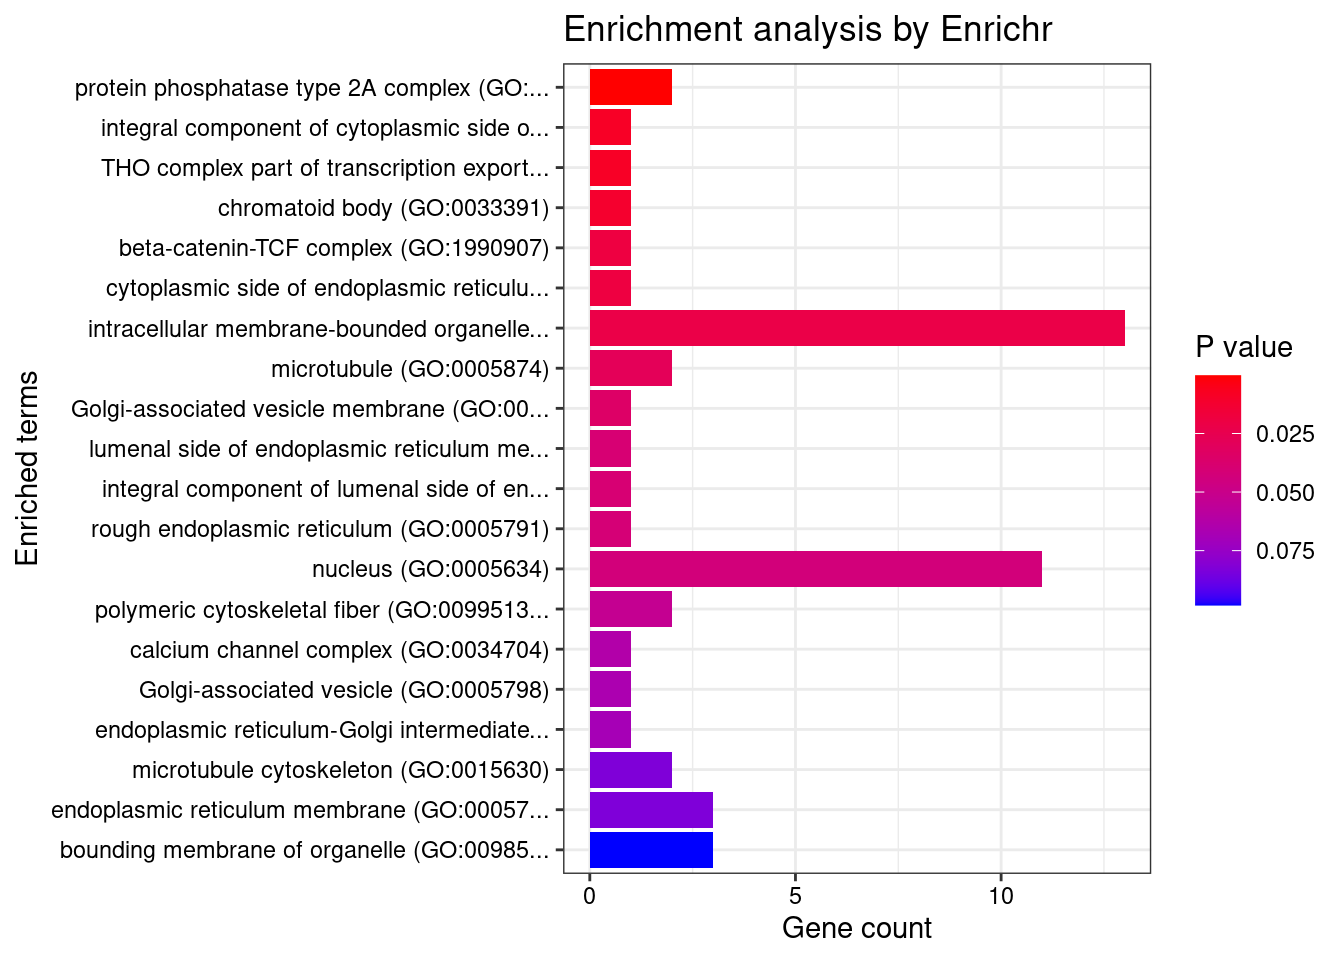 Enrichment analysis by Enrichr
protein phosphatase type 2A complex (GO:...
integral component of cytoplasmic side o...
THO complex part of transcription export...
chromatoid body (GO:0033391)
beta-catenin-TCF complex (GO:1990907)
cytoplasmic side of endoplasmic reticulu...
intracellular membrane-bounded organelle...
microtubule (GO:0005874)
Golgi-associated vesicle membrane (GO:00...
lumenal side of endoplasmic reticulum me...
integral component of lumenal side of en...
rough endoplasmic reticulum (GO:0005791)
nucleus (GO:0005634)
polymeric cytoskeletal fiber (GO:0099513...
calcium channel complex (GO:0034704)
Golgi-associated vesicle (GO:0005798)
endoplasmic reticulum-Golgi intermediate...
microtubule cytoskeleton (GO:0015630)
endoplasmic reticulum membrane (GO:00057...
bounding membrane of organelle (GO:00985...
Enriched terms
0 5 10
Gene count
P value
0.025
0.050
0.075